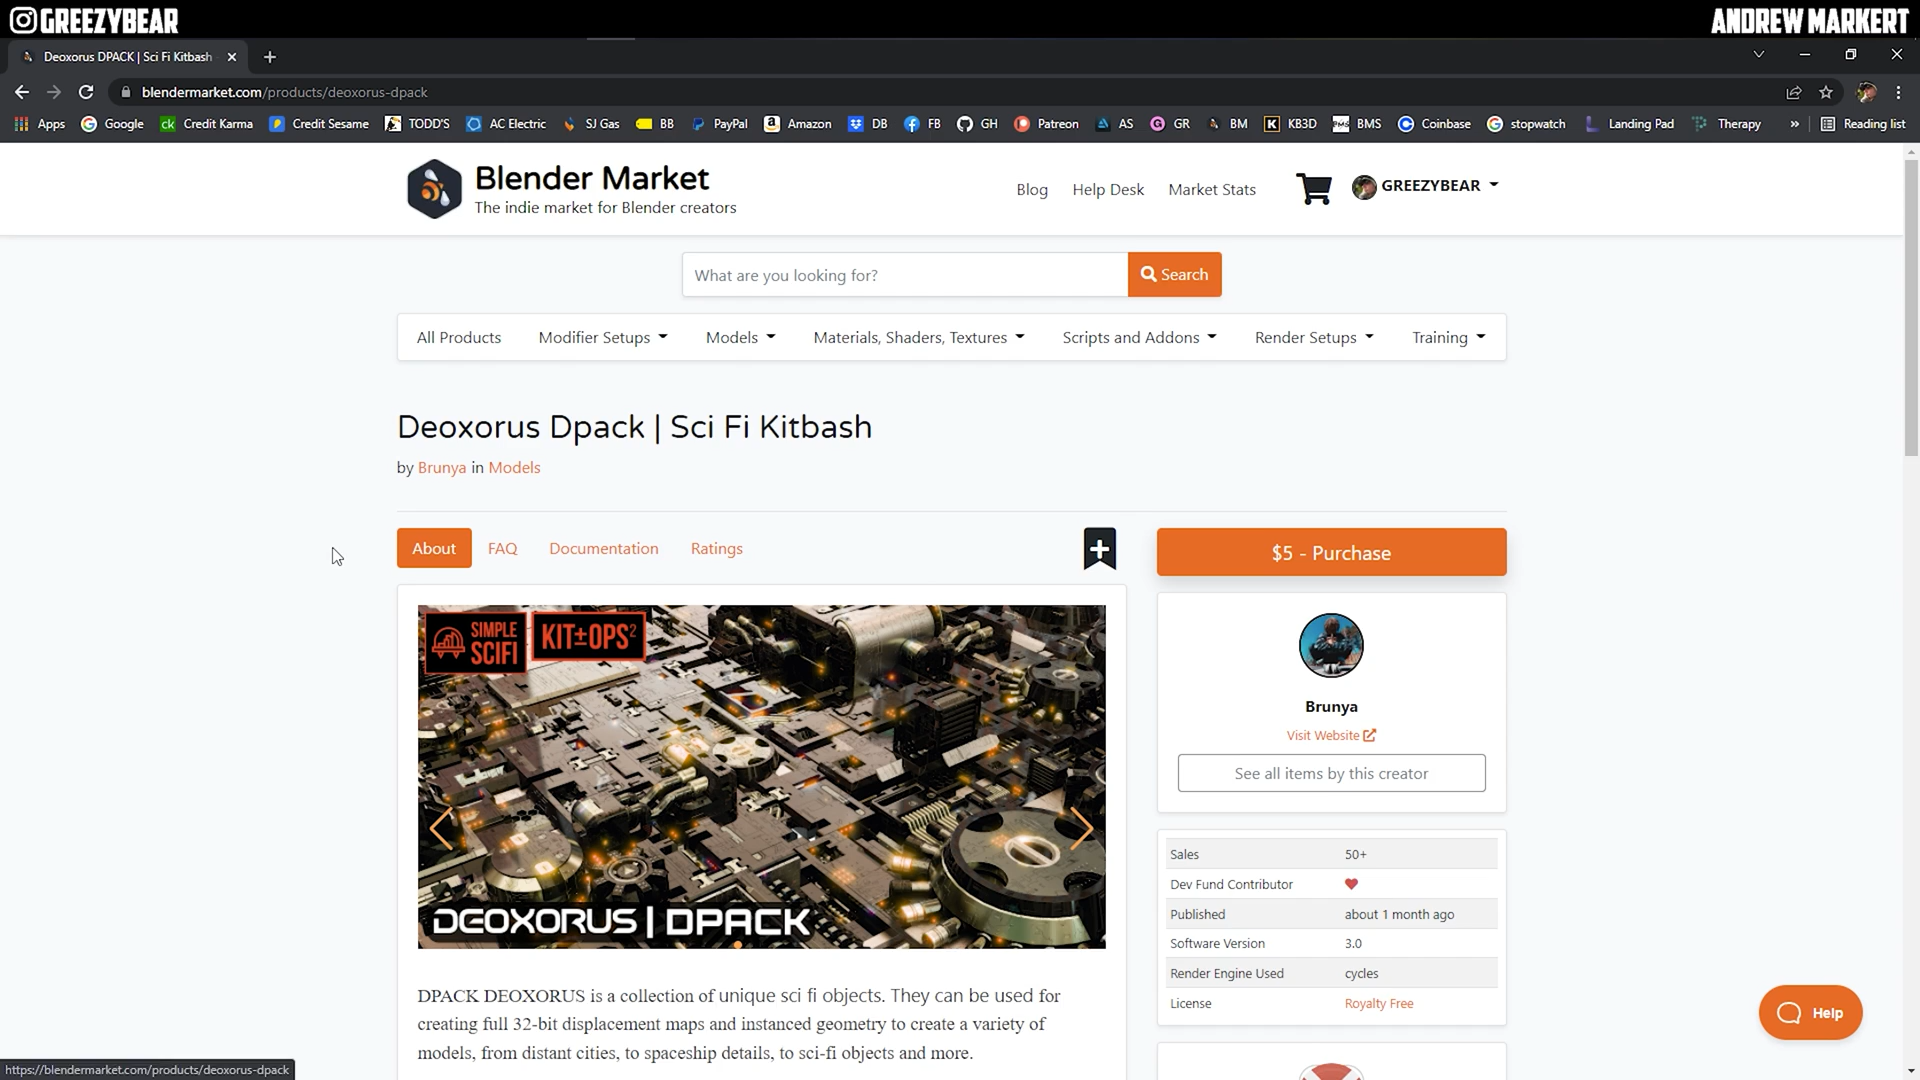 GREEZYBEAR
ANDREW MARKERT
Deoxorus DPACK | Sci Fi Kitbash
blendermarket.com/products/deoxorus-dpack
Apps Google Credit Karma Credit Sesame TODD'S AC Electric SJ Gas BB PayPal Amazon DB FB GH Patreon AS GR BM KB3D BMS Coinbase stopwatch Landing Pad Therapy » Reading list
Blender Market
The indie market for Blender creators
Blog Help Desk Market Stats GREEZYBEAR
What are you looking for? Search
All Products Modifier Setups Models Materials, Shaders, Textures Scripts and Addons Render Setups Training
Deoxorus Dpack | Sci Fi Kitbash
by Brunya in Models
About FAQ Documentation Ratings
$5 - Purchase
SIMPLE
SCIFI
KIT±OPS²
DEOXORUS | DPACK
Brunya
Visit Website
See all items by this creator
Sales 50+
Dev Fund Contributor
Published about 1 month ago
Software Version 3.0
Render Engine Used cycles
License Royalty Free
DPACK DEOXORUS is a collection of unique sci fi objects. They can be used for
creating full 32-bit displacement maps and instanced geometry to create a variety of
models, from distant cities, to spaceship details, to sci-fi objects and more.
Help
https://blendermarket.com/products/deoxorus-dpack